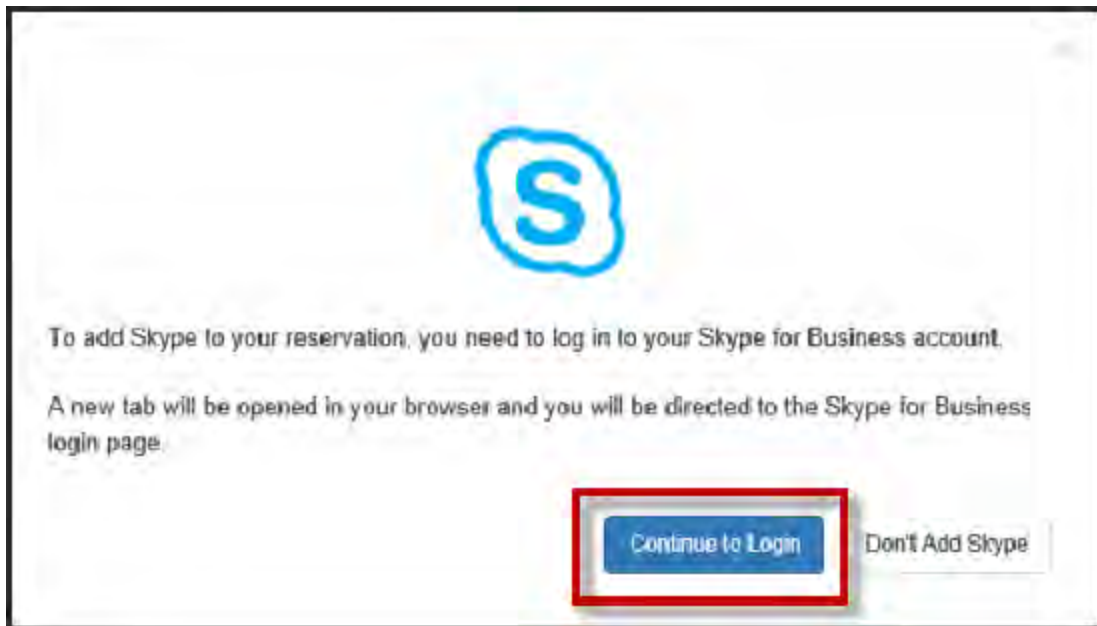 S
To add Skype to your reservation, you need to log in to your Skype for Business account.
A new tab will be opened in your browser and you will be directed to the Skype for Business
login page.
Continue to Login
Don't Add Skype